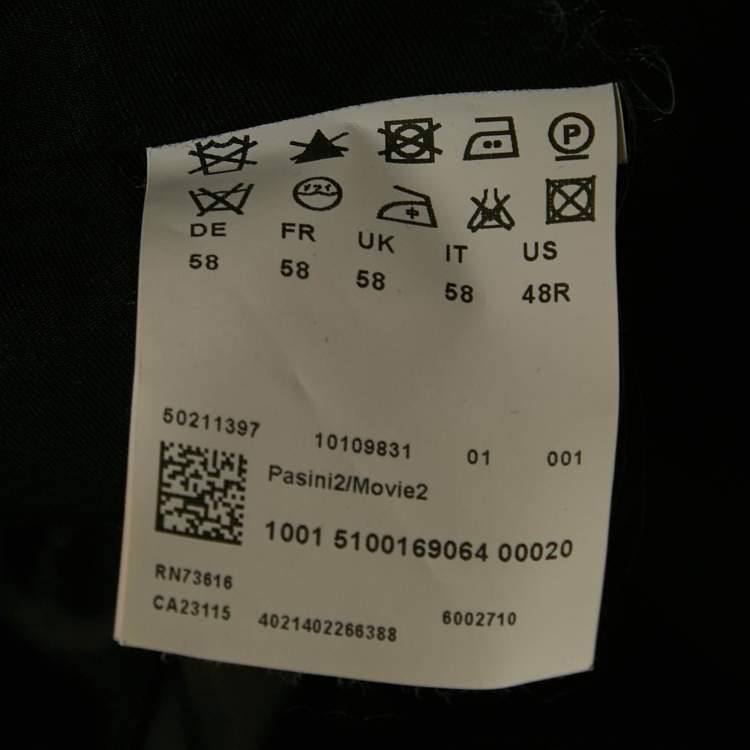 P
DE FR UK IT US
58 58 58 58 48R
50211397 10109831 01 001
Pasini2/Movie2
1001 5100169064 00020
RN73616
CA23115 4021402266388 6002710